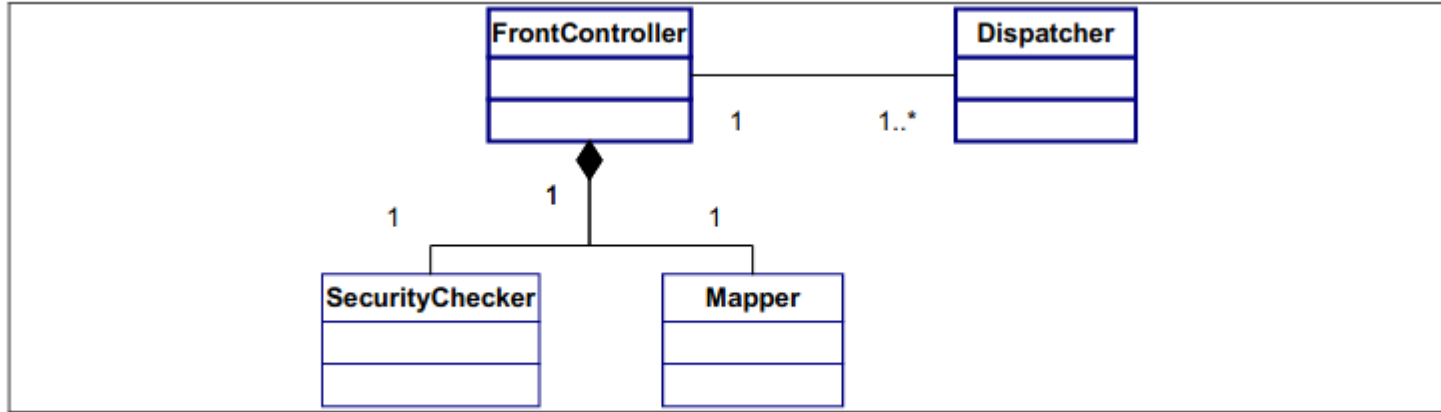 FrontController
Dispatcher
1
1..*
1
1
1
SecurityChecker
Mapper